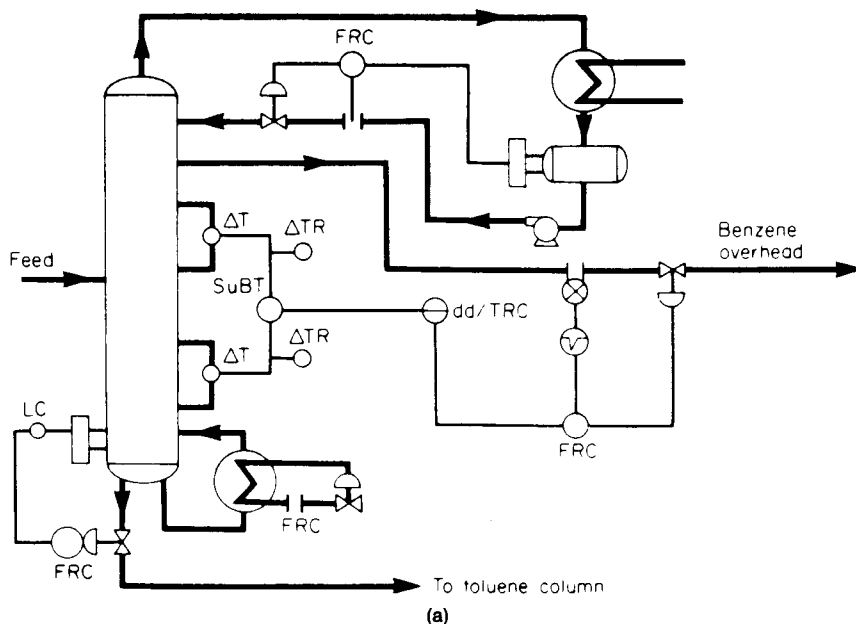 FRC
ΔT
ΔTR
Benzene
overhead
Feed
SuBT
dd/TRC
ΔTR
ΔT
LC
FRC
FRC
FRC
To toluene column
(a)